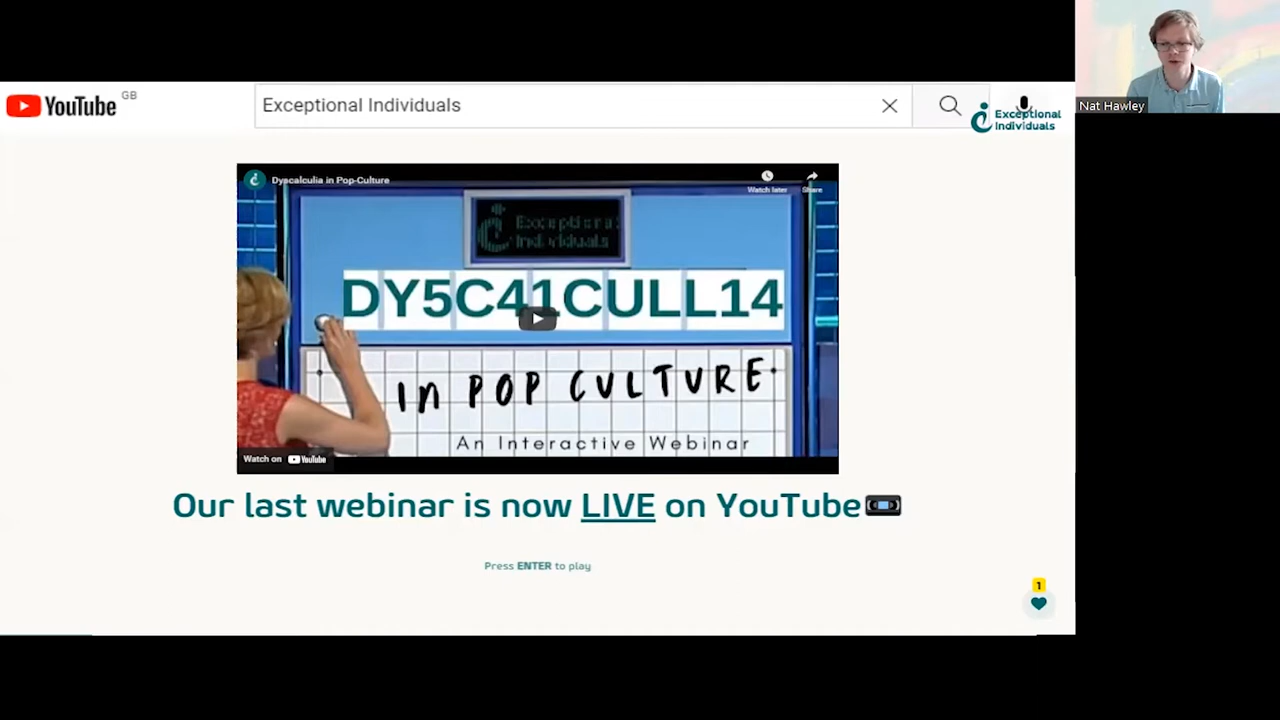 YouTube GB
Exceptional Individuals
Exceptional
Individuals
Nat Hawley
Dyscalculia in Pop-Culture
Watch later
Share
Exceptional
Individuals
DY5C41CULL14
In POP CULTURE
An Interactive Webinar
Watch on YouTube
Our last webinar is now LIVE on YouTube
Press ENTER to play
1